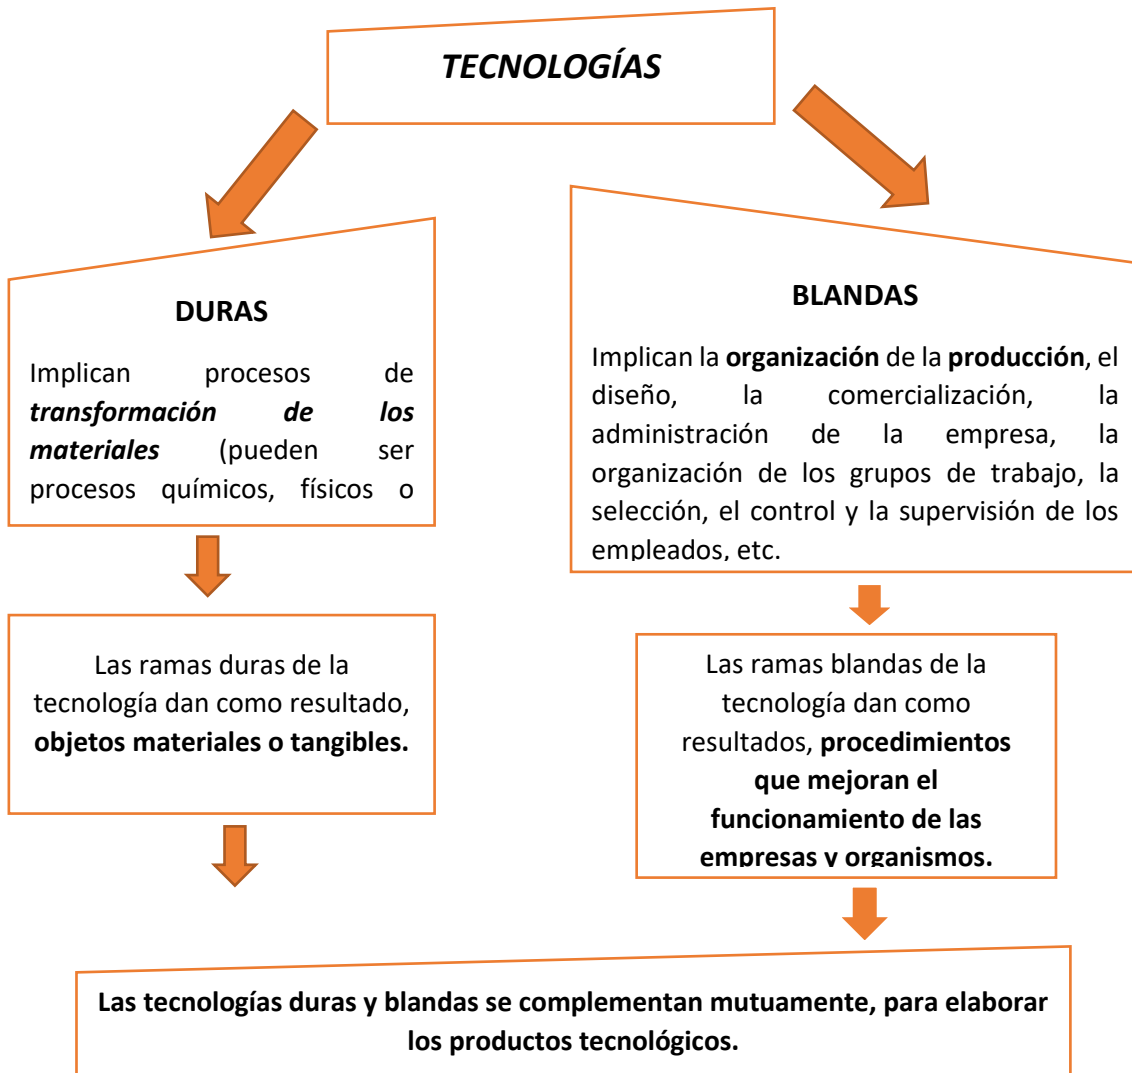 TECNOLOGÍAS
DURAS
Implican procesos de
transformación de los
materiales (pueden ser
procesos químicos, físicos o
BLANDAS
Implican la organización de la producción, el
diseño, la comercialización, la
administración de la empresa, la
organización de los grupos de trabajo, la
selección, el control y la supervisión de los
empleados, etc.
Las ramas duras de la
tecnología dan como resultado,
objetos materiales o tangibles.
Las ramas blandas de la
tecnología dan como
resultados, procedimientos
que mejoran el
funcionamiento de las
empresas y organismos.
Las tecnologías duras y blandas se complementan mutuamente, para elaborar
los productos tecnológicos.